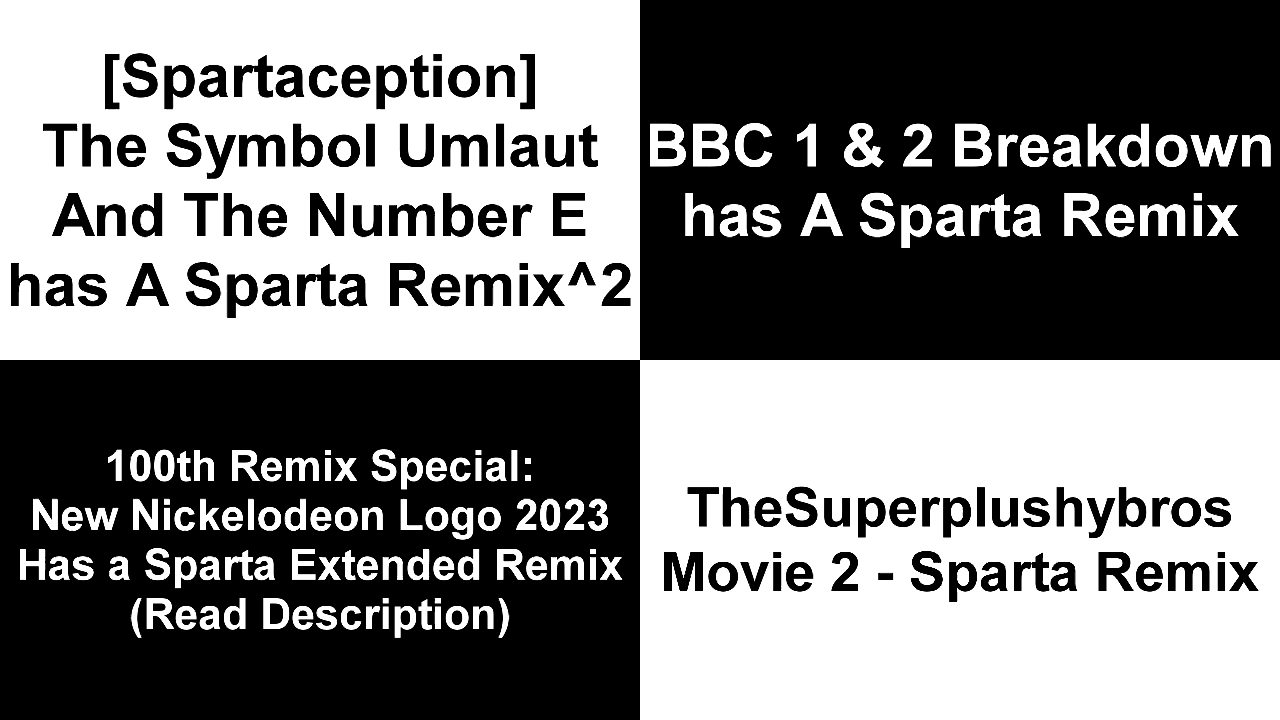 [Spartaception]
The Symbol Umlaut
And The Number E
has A Sparta Remix^2
BBC 1 & 2 Breakdown
has A Sparta Remix
100th Remix Special:
New Nickelodeon Logo 2023
Has a Sparta Extended Remix
(Read Description)
TheSuperplushybros
Movie 2 - Sparta Remix